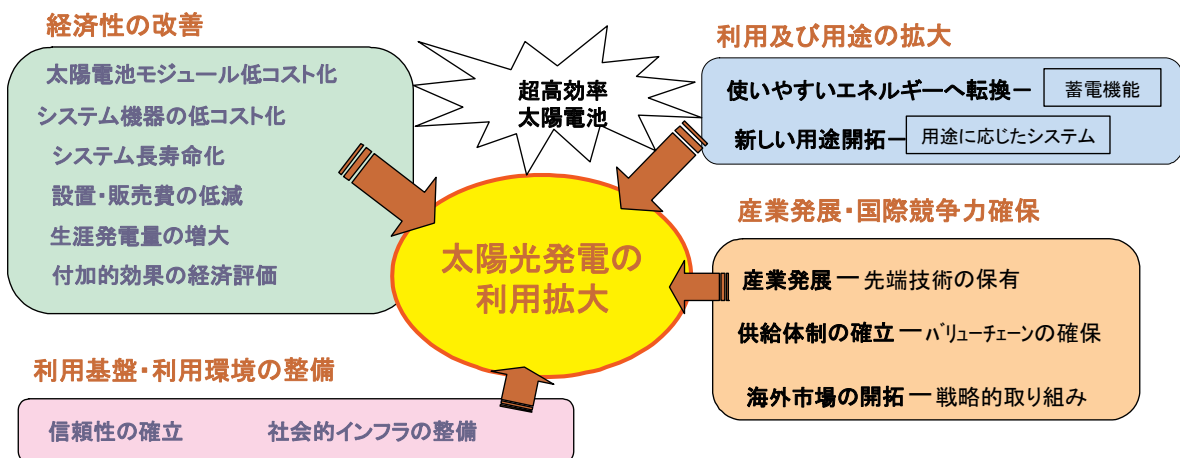 経済性の改善
太陽電池モジュール低コスト化
システム機器の低コスト化
システム長寿命化
設置・販売費の低減
生涯発電量の増大
付加的効果の経済評価
超高効率
太陽電池
利用及び用途の拡大
使いやすいエネルギーへ転換ー 蓄電機能
新しい用途開拓ー 用途に応じたシステム
太陽光発電の
利用拡大
産業発展・国際競争力確保
産業発展ー先端技術の保有
供給体制の確立ーバリューチェーンの確保
海外市場の開拓ー戦略的取り組み
利用基盤・利用環境の整備
信頼性の確立 社会的インフラの整備